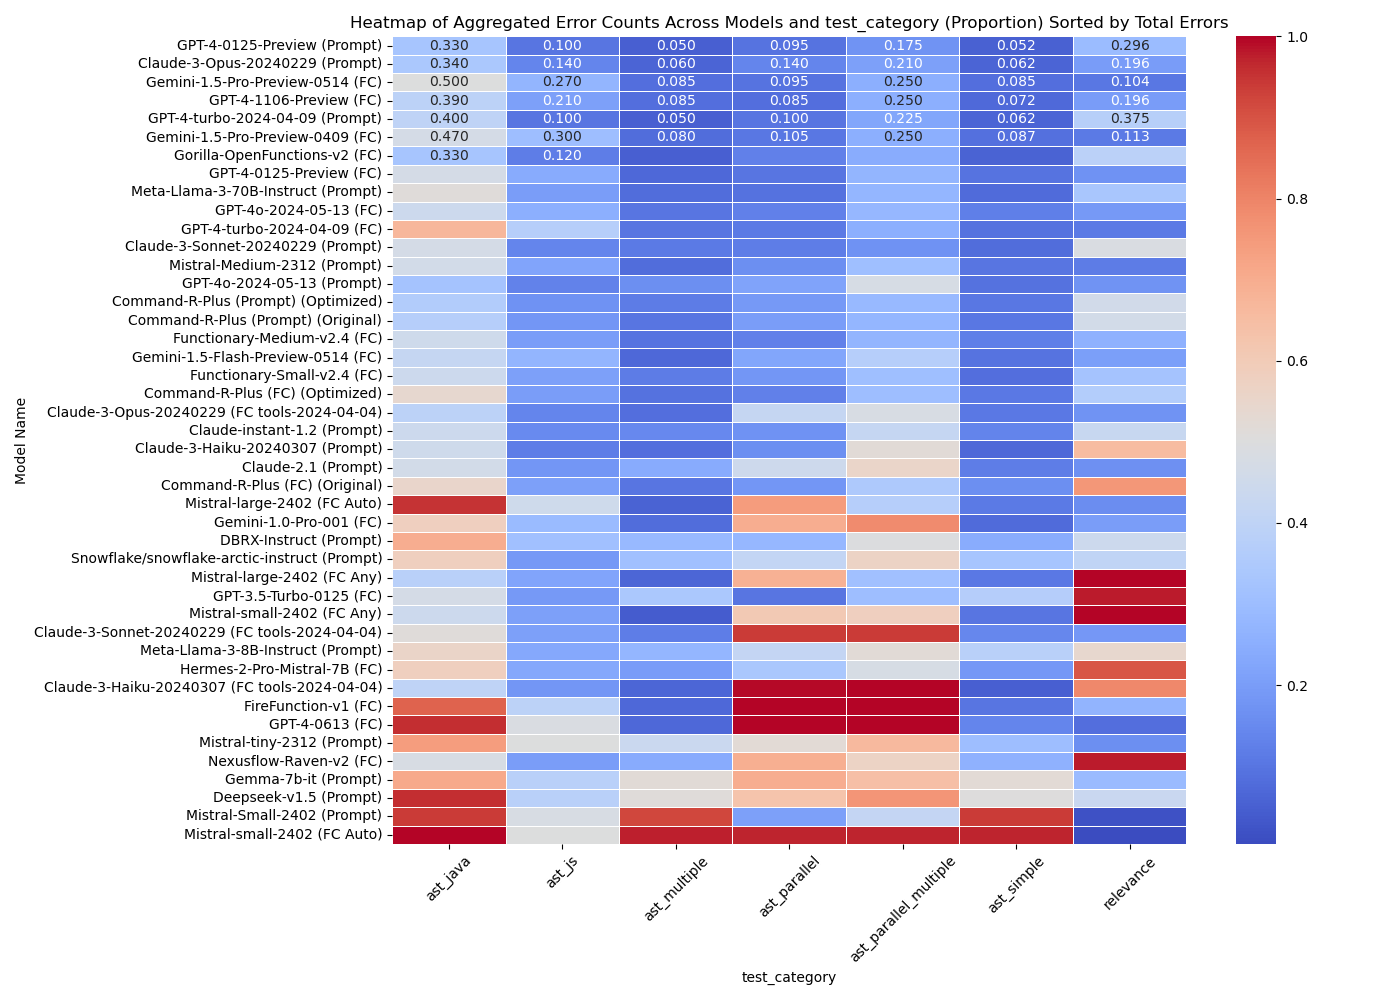 Heatmap of Aggregated Error Counts Across Models and test_category (Proportion) Sorted by Total Errors
Model Name
GPT-4-0125-Preview (Prompt) 0.330 0.100 0.050 0.095 0.175 0.052 0.296
Claude-3-Opus-20240229 (Prompt) 0.340 0.140 0.060 0.140 0.210 0.062 0.196
Gemini-1.5-Pro-Preview-0514 (FC) 0.500 0.270 0.085 0.095 0.250 0.085 0.104
GPT-4-1106-Preview (FC) 0.390 0.210 0.085 0.085 0.250 0.072 0.196
GPT-4-turbo-2024-04-09 (Prompt) 0.400 0.100 0.050 0.100 0.225 0.062 0.375
Gemini-1.5-Pro-Preview-0409 (FC) 0.470 0.300 0.080 0.105 0.250 0.087 0.113
Gorilla-OpenFunctions-v2 (FC) 0.330 0.120
GPT-4-0125-Preview (FC)
Meta-Llama-3-70B-Instruct (Prompt)
GPT-4o-2024-05-13 (FC)
GPT-4-turbo-2024-04-09 (FC)
Claude-3-Sonnet-20240229 (Prompt)
Mistral-Medium-2312 (Prompt)
GPT-4o-2024-05-13 (Prompt)
Command-R-Plus (Prompt) (Optimized)
Command-R-Plus (Prompt) (Original)
Functionary-Medium-v2.4 (FC)
Gemini-1.5-Flash-Preview-0514 (FC)
Functionary-Small-v2.4 (FC)
Command-R-Plus (FC) (Optimized)
Claude-3-Opus-20240229 (FC tools-2024-04-04)
Claude-instant-1.2 (Prompt)
Claude-3-Haiku-20240307 (Prompt)
Claude-2.1 (Prompt)
Command-R-Plus (FC) (Original)
Mistral-large-2402 (FC Auto)
Gemini-1.0-Pro-001 (FC)
DBRX-Instruct (Prompt)
Snowflake/snowflake-arctic-instruct (Prompt)
Mistral-large-2402 (FC Any)
GPT-3.5-Turbo-0125 (FC)
Mistral-small-2402 (FC Any)
Claude-3-Sonnet-20240229 (FC tools-2024-04-04)
Meta-Llama-3-8B-Instruct (Prompt)
Hermes-2-Pro-Mistral-7B (FC)
Claude-3-Haiku-20240307 (FC tools-2024-04-04)
FireFunction-v1 (FC)
GPT-4-0613 (FC)
Mistral-tiny-2312 (Prompt)
Nexusflow-Raven-v2 (FC)
Gemma-7b-it (Prompt)
Deepseek-v1.5 (Prompt)
Mistral-Small-2402 (Prompt)
Mistral-small-2402 (FC Auto)
ast_java ast_js ast_multiple ast_parallel ast_parallel_multiple ast_simple relevance
test_category
1.0
0.8
0.6
0.4
0.2